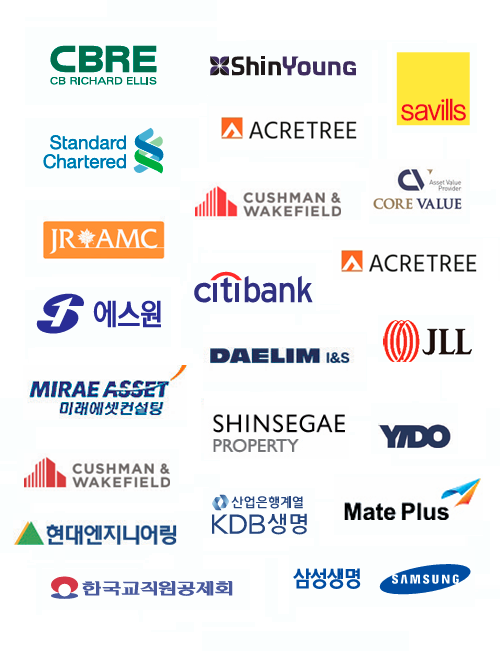 CBRE
CB RICHARD ELLIS
ShinYoung
savills
Standard
Chartered
ACRETREE
CUSHMAN &
WAKEFIELD
Asset Value
Provider
CORE VALUE
JR AMC
ACRETREE
citibank
에스원
DAELIM I&S
JLL
MIRAE ASSET
미래에셋컨설팅
SHINSEGAE
PROPERTY
YIDO
CUSHMAN &
WAKEFIELD
산업은행계열
KDB생명
Mate Plus
현대엔지니어링
한국교직원공제회
삼성생명
SAMSUNG